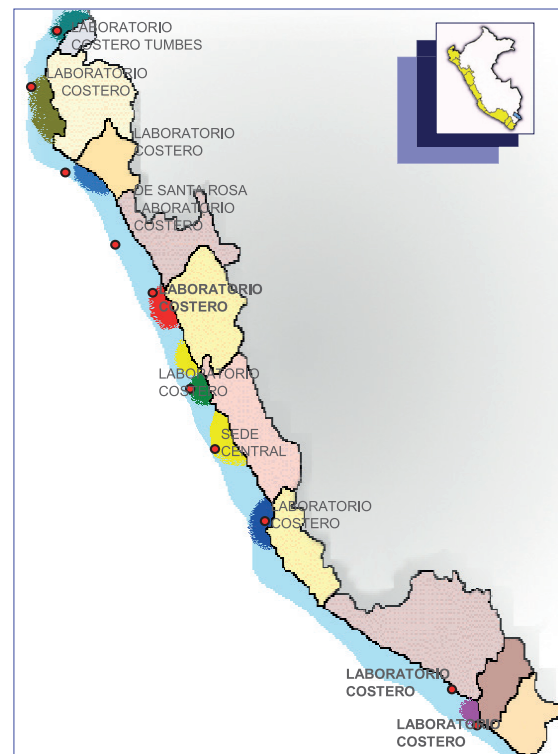 LABORATORIO
COSTERO TUMBES
LABORATORIO
COSTERO
LABORATORIO
COSTERO
DE SANTA ROSA
LABORATORIO
COSTERO
LABORATORIO
COSTERO
LABORATORIO
COSTERO
SEDE
CENTRAL
LABORATORIO
COSTERO
LABORATORIO
COSTERO
LABORATORIO
COSTERO